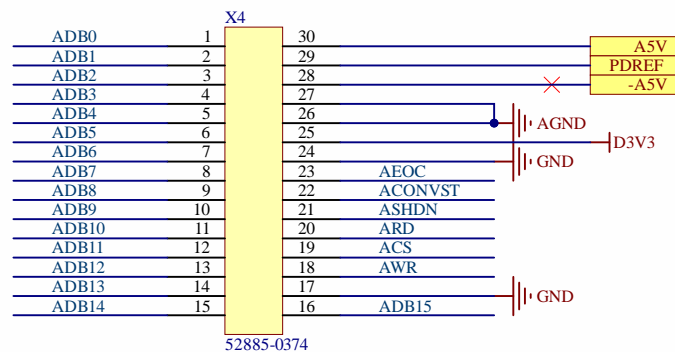 X4
ADB0 1 30 A5V
ADB1 2 29 PDREF
ADB2 3 28 -A5V
ADB3 4 27
ADB4 5 26 AGND
ADB5 6 25 D3V3
ADB6 7 24 GND
ADB7 8 23 AEOC
ADB8 9 22 ACONVST
ADB9 10 21 ASHDN
ADB10 11 20 ARD
ADB11 12 19 ACS
ADB12 13 18 AWR
ADB13 14 17 GND
ADB14 15 16 ADB15
52885-0374